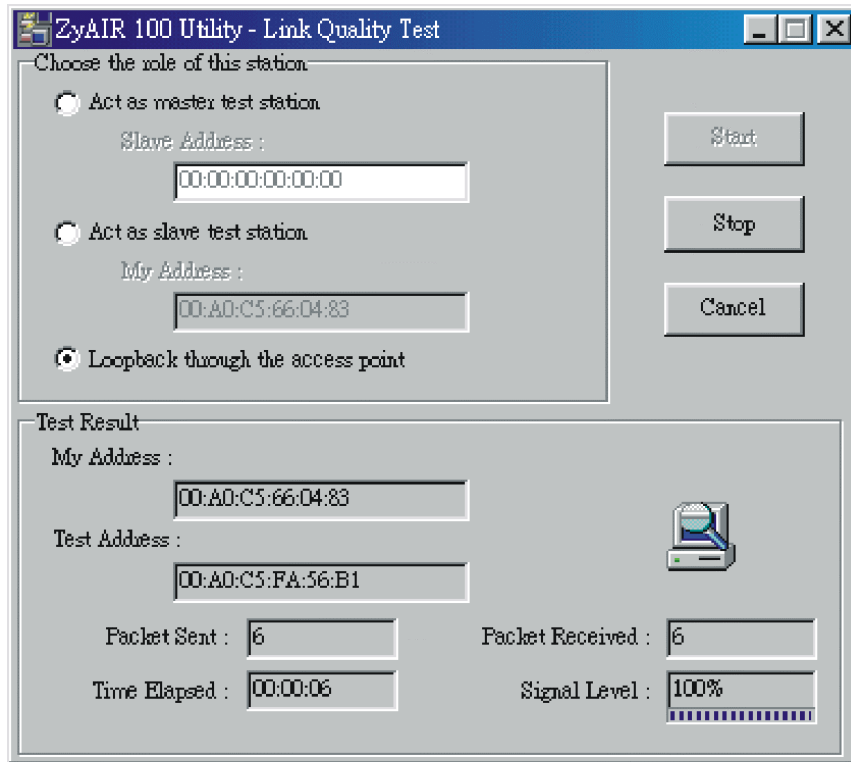 ZyAIR 100 Utility - Link Quality Test
Choose the role of this station
Act as master test station
Slave Address :
00:00:00:00:00:00
Act as slave test station
My Address :
00:A0:C5:66:04:83
Loopback through the access point
Start
Stop
Cancel
Test Result
My Address :
00:A0:C5:66:04:83
Test Address :
00:A0:C5:FA:56:B1
Packet Sent : 6 Packet Received : 6
Time Elapsed : 00:00:06 Signal Level : 100%